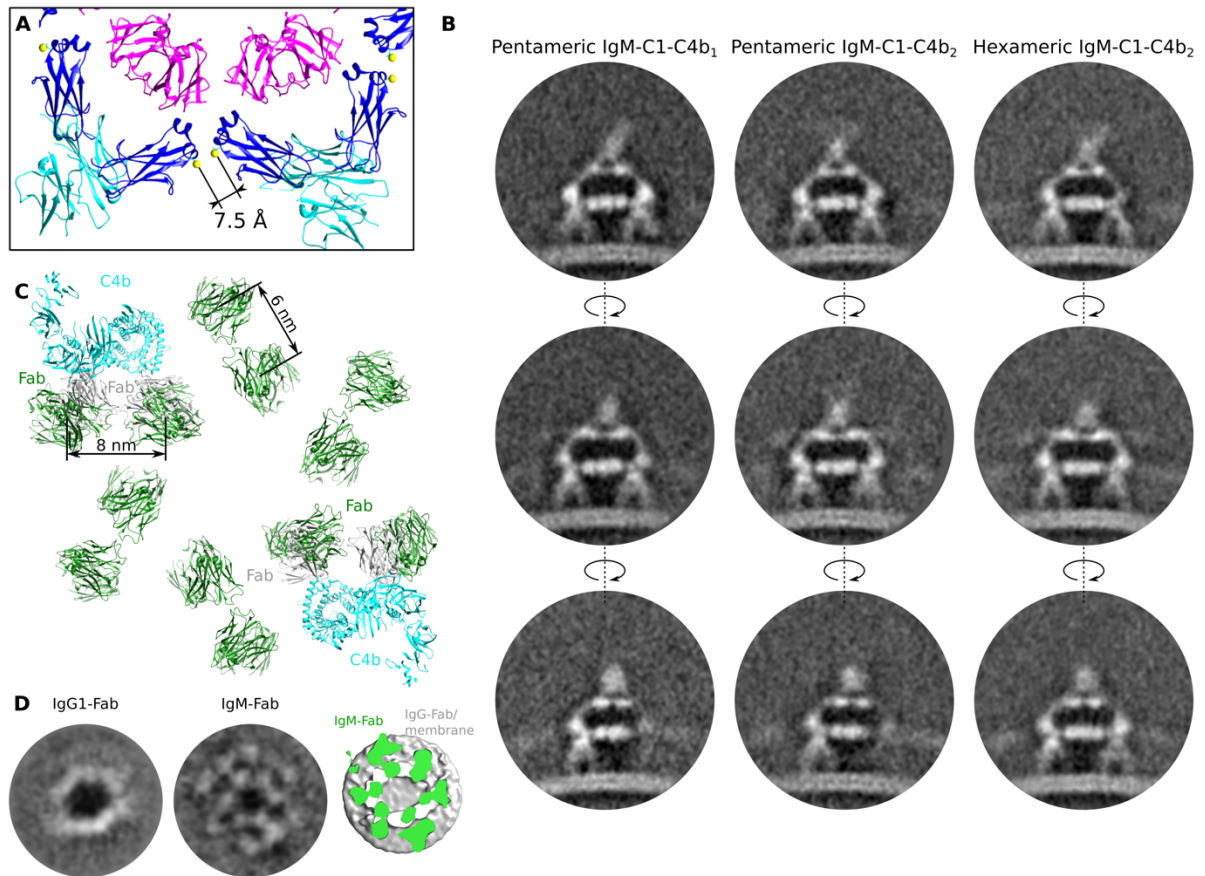 A
7.5 Å
B
Pentameric IgM-C1-C4b₁
Pentameric IgM-C1-C4b₂
Hexameric IgM-C1-C4b₂
C
C4b
6 nm
Fab
Fab
8 nm
Fab
Fab
C4b
D
IgG1-Fab
IgM-Fab
IgM-Fab
IgG-Fab/
membrane